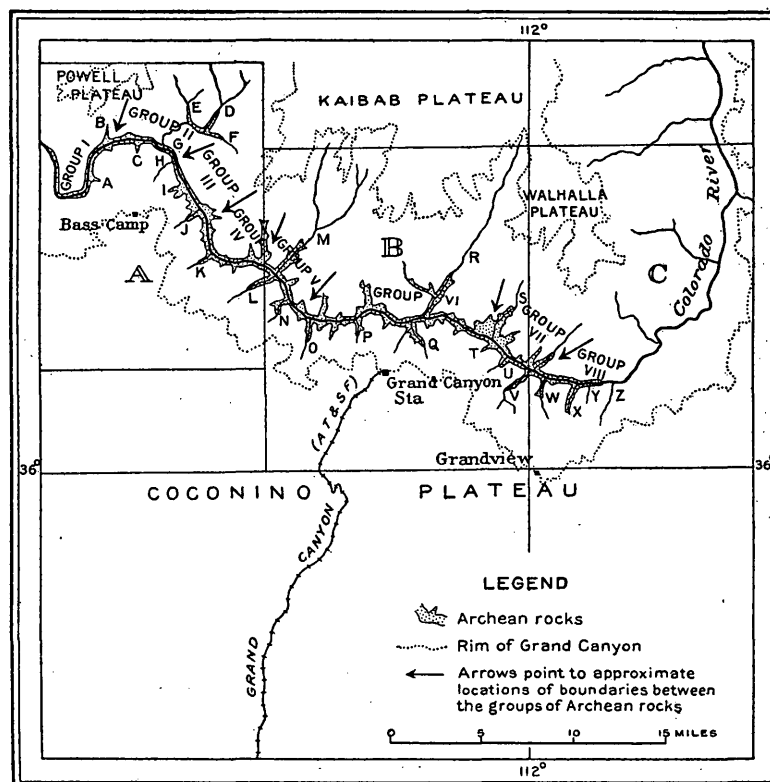 112°
POWELL
PLATEAU
KAIBAB PLATEAU
WALHALLA
PLATEAU
Colorado River
GROUP I
GROUP II
GROUP III
GROUP IV
GROUP V
GROUP VI
GROUP VII
GROUP VIII
A
B
C
D
E
F
G
H
I
J
K
L
M
N
O
P
Q
R
S
T
U
V
W
X
Y
Z
Bass Camp
A
B
C
Grand Canyon
Sta
(AT&SF)
Grandview
36°
36°
COCONINO PLATEAU
GRAND CANYON
LEGEND
Archean rocks
Rim of Grand Canyon
Arrows point to approximate
locations of boundaries between
the groups of Archean rocks
0 5 10 15 MILES
112°